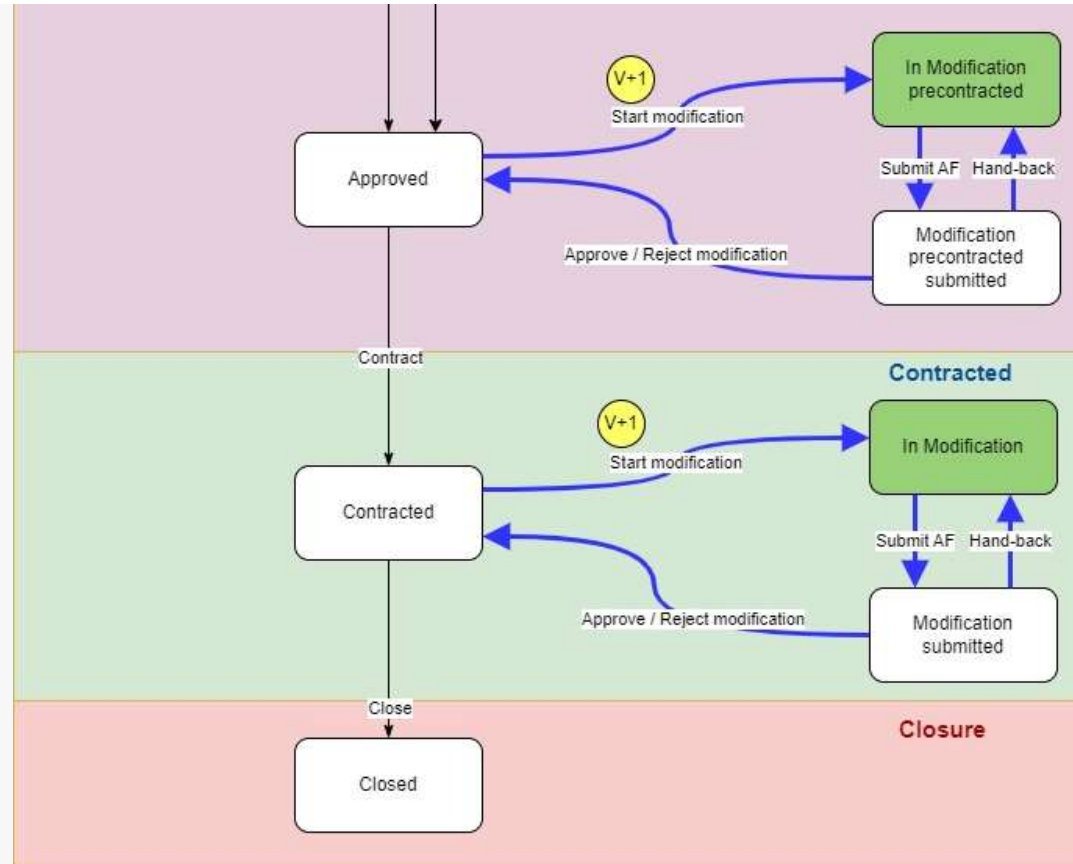 V+1
Start modification
In Modification
precontracted
Approved
Submit AF
Hand-back
Approve / Reject modification
Modification
precontracted
submitted
Contract
Contracted
V+1
Start modification
In Modification
Contracted
Submit AF
Hand-back
Approve / Reject modification
Modification
submitted
Close
Closure
Closed